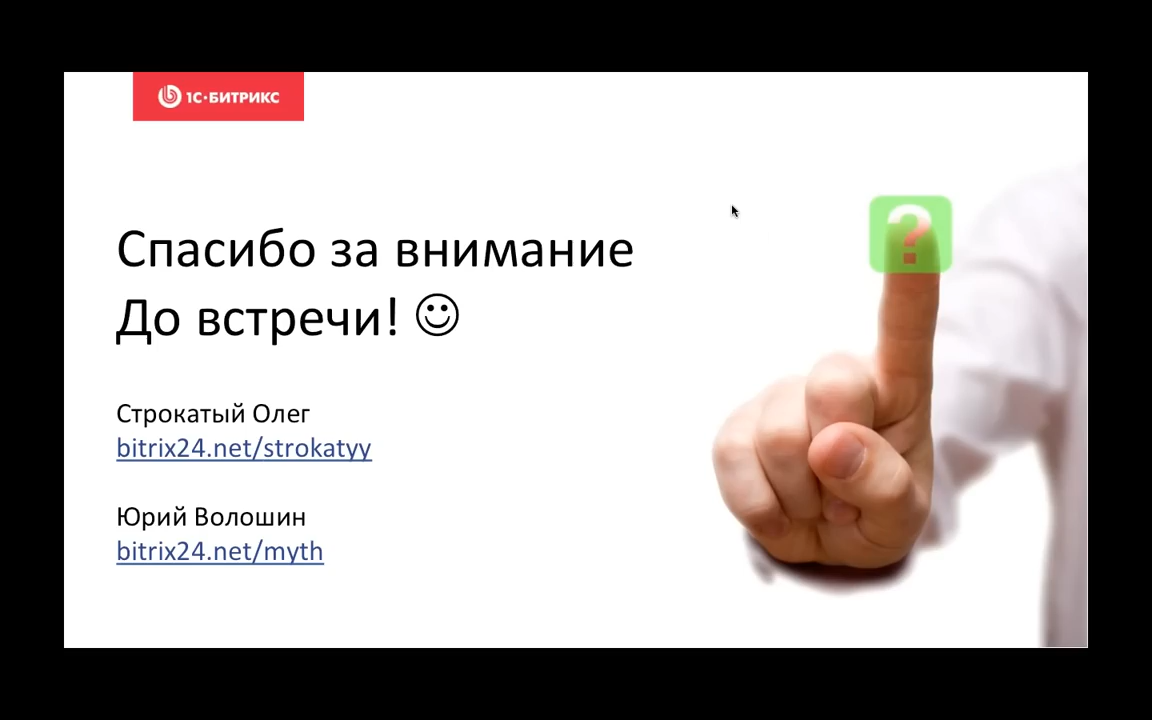 1С·БИТРИКС
Спасибо за внимание
До встречи! ☺
?
Строкатый Олег
bitrix24.net/strokatyy
Юрий Волошин
bitrix24.net/myth